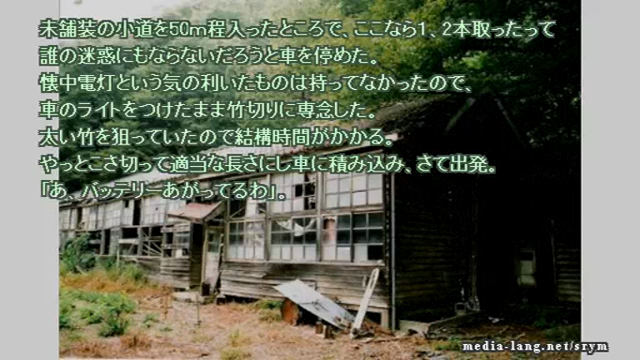 未舗装の小道を50m程入ったところで、ここなら1、2本取ったって
誰の迷惑にもならないだろうと車を停めた。
懐中電灯という気の利いたものは持ってなかったので、
車のライトをつけたまま竹切りに専念した。
太い竹を狙っていたので結構時間がかかる。
やっとこさ切って適当な長さにし車に積み込み、さて出発。
「あ、バッテリーあがってるわ」。
media-lang.net/srym